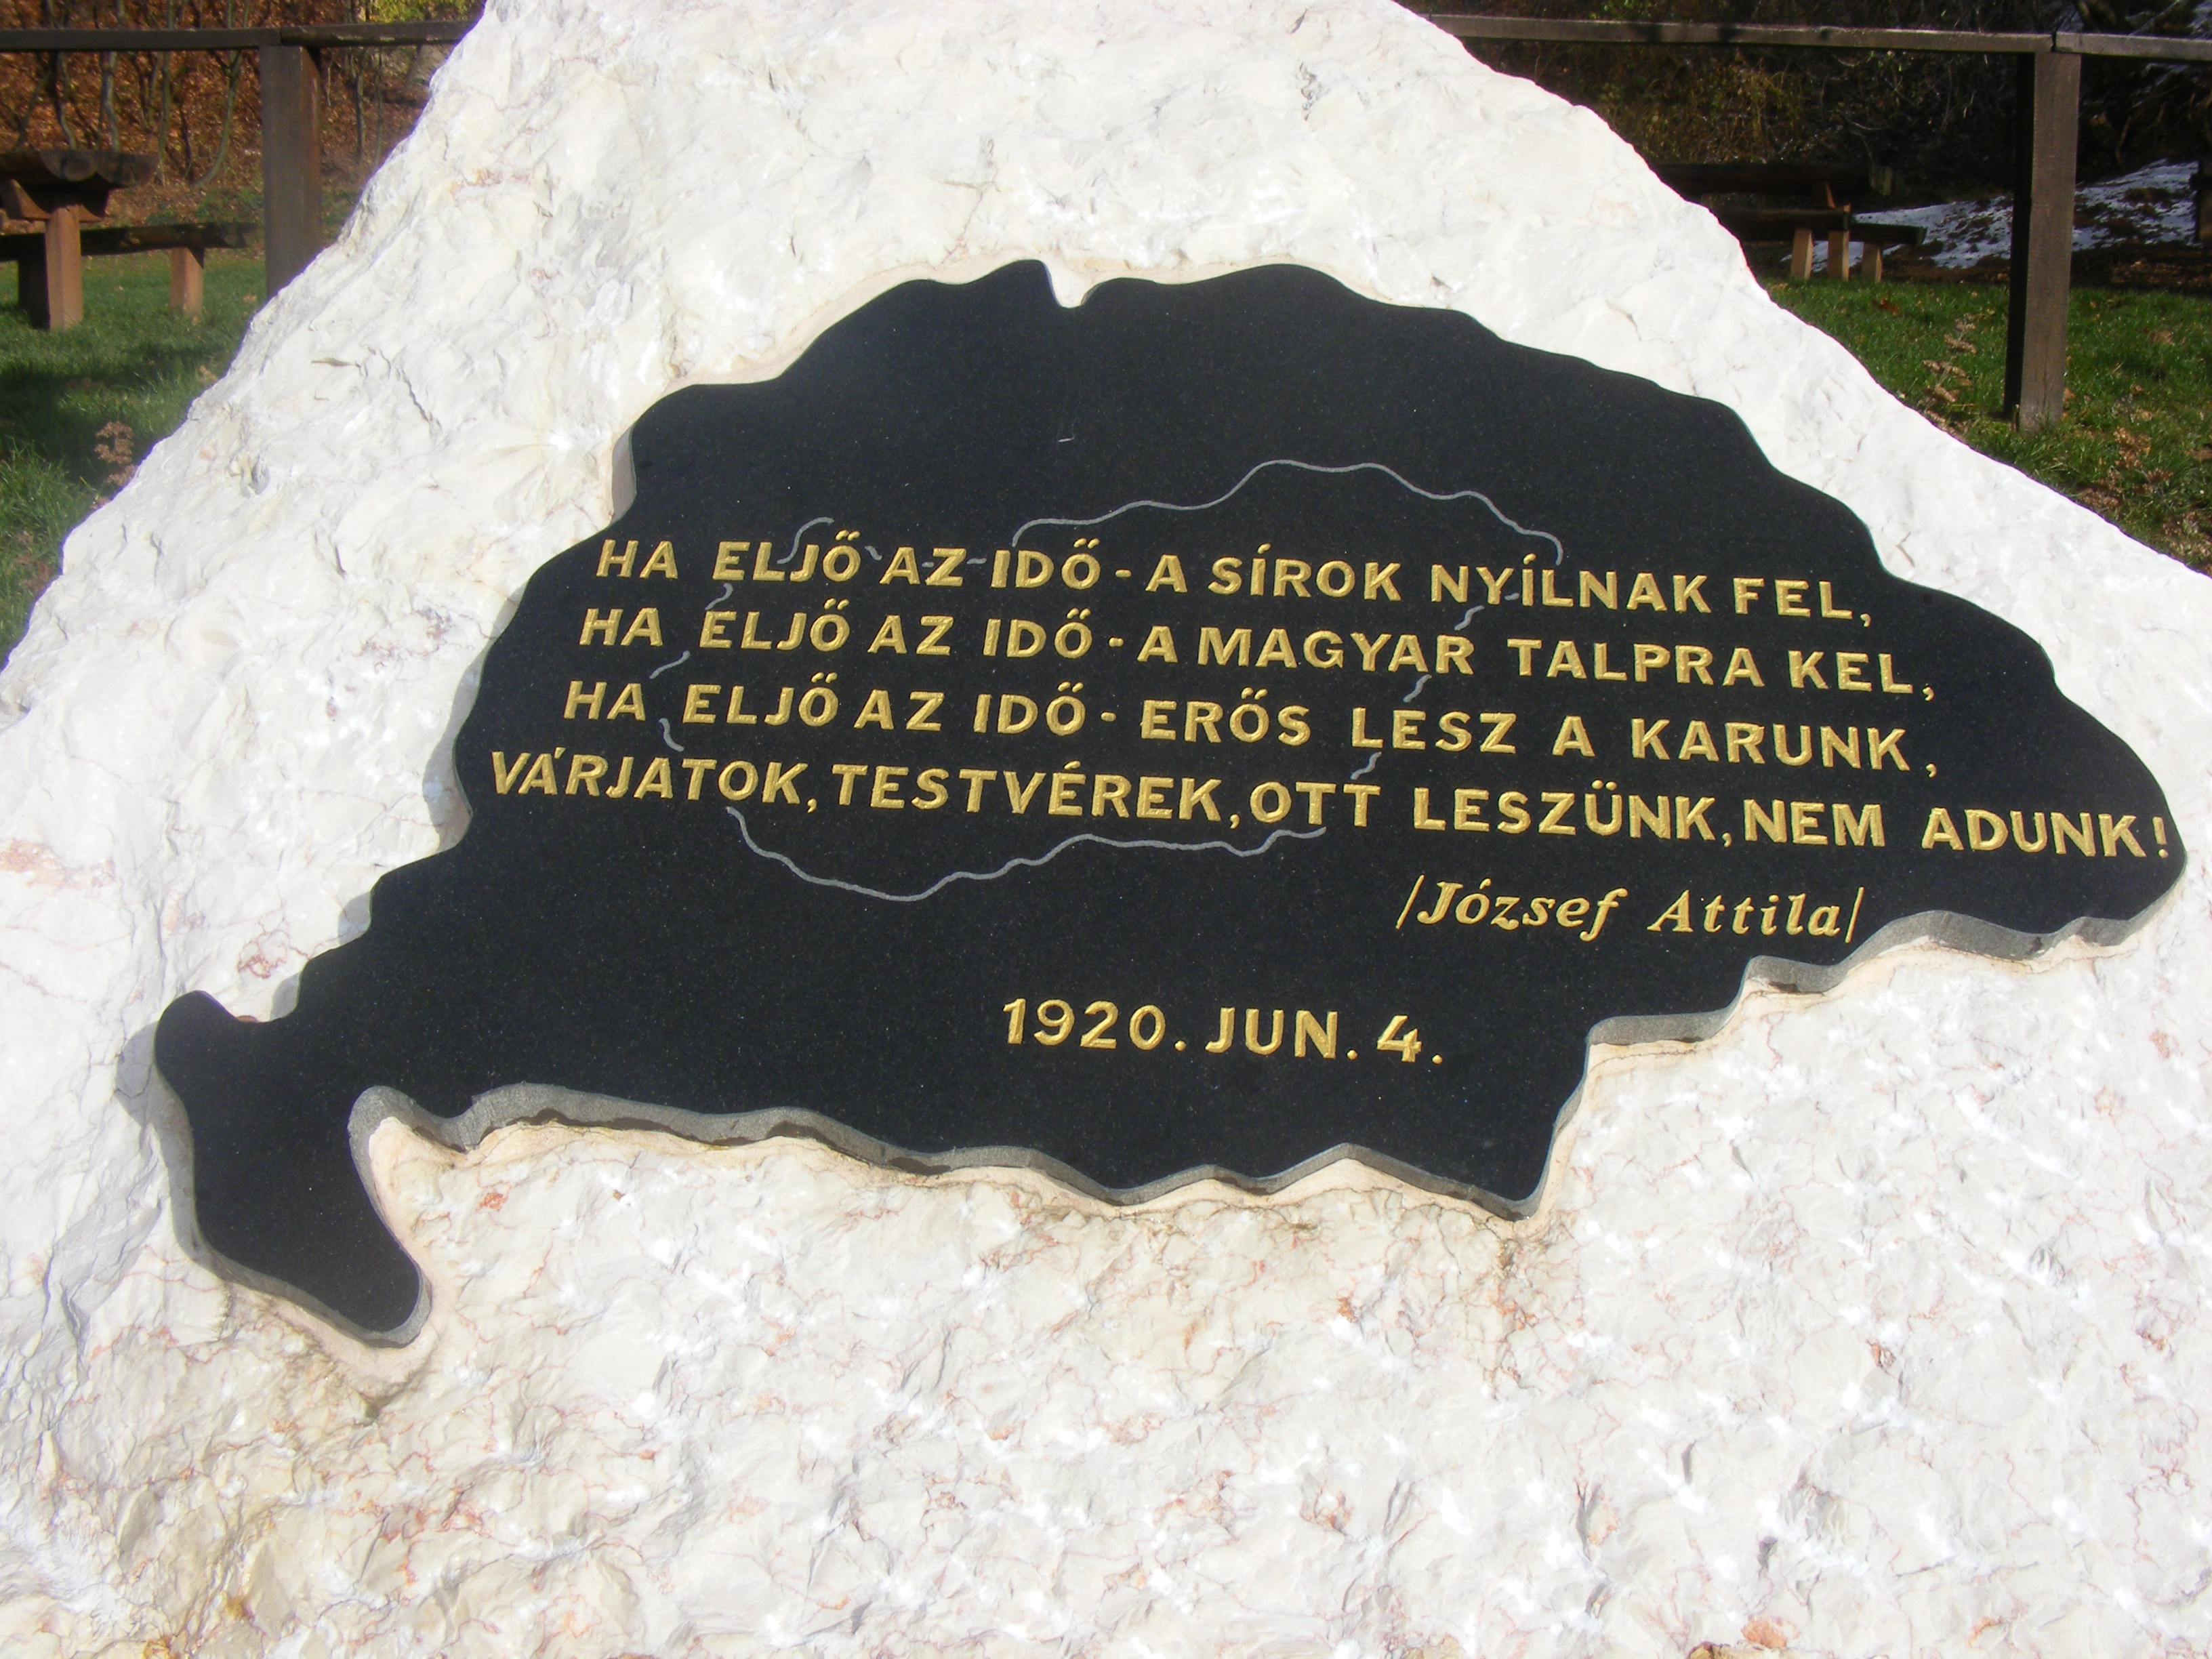 HA ELJŐ AZ IDŐ - A SÍROK NYÍLNAK FEL,
HA ELJŐ AZ IDŐ - A MAGYAR TALPRA KEL,
HA ELJŐ AZ IDŐ - ERŐS LESZ A KARUNK,
VÁRJATOK, TESTVÉREK, OTT LESZÜNK, NEM ADUNK!
/József Attila/
1920. JUN. 4.